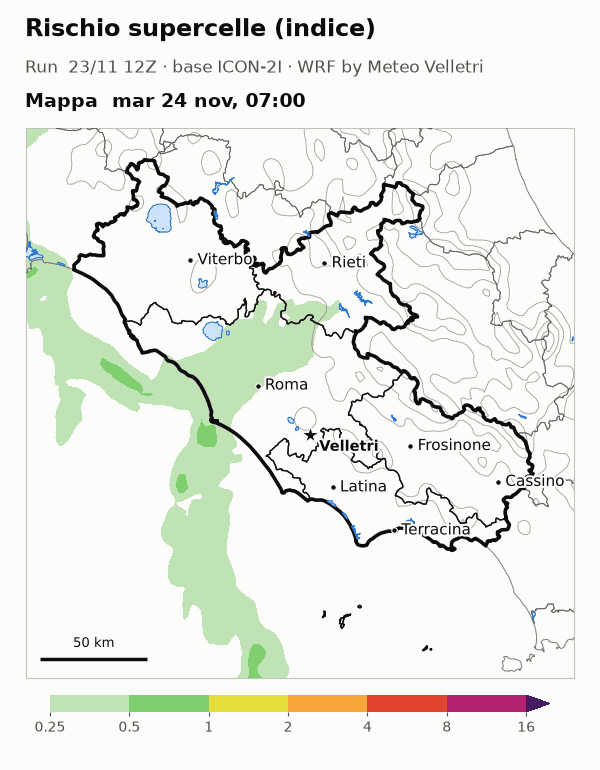 Rischio supercelle (indice)
Run  23/11 12Z · base ICON-2I · WRF by Meteo Velletri
Mappa  mar 24 nov, 07:00
Viterbo
Rieti
Roma
Velletri
Frosinone
Latina
Cassino
Terracina
50 km
0.25 0.5 1 2 4 8 16